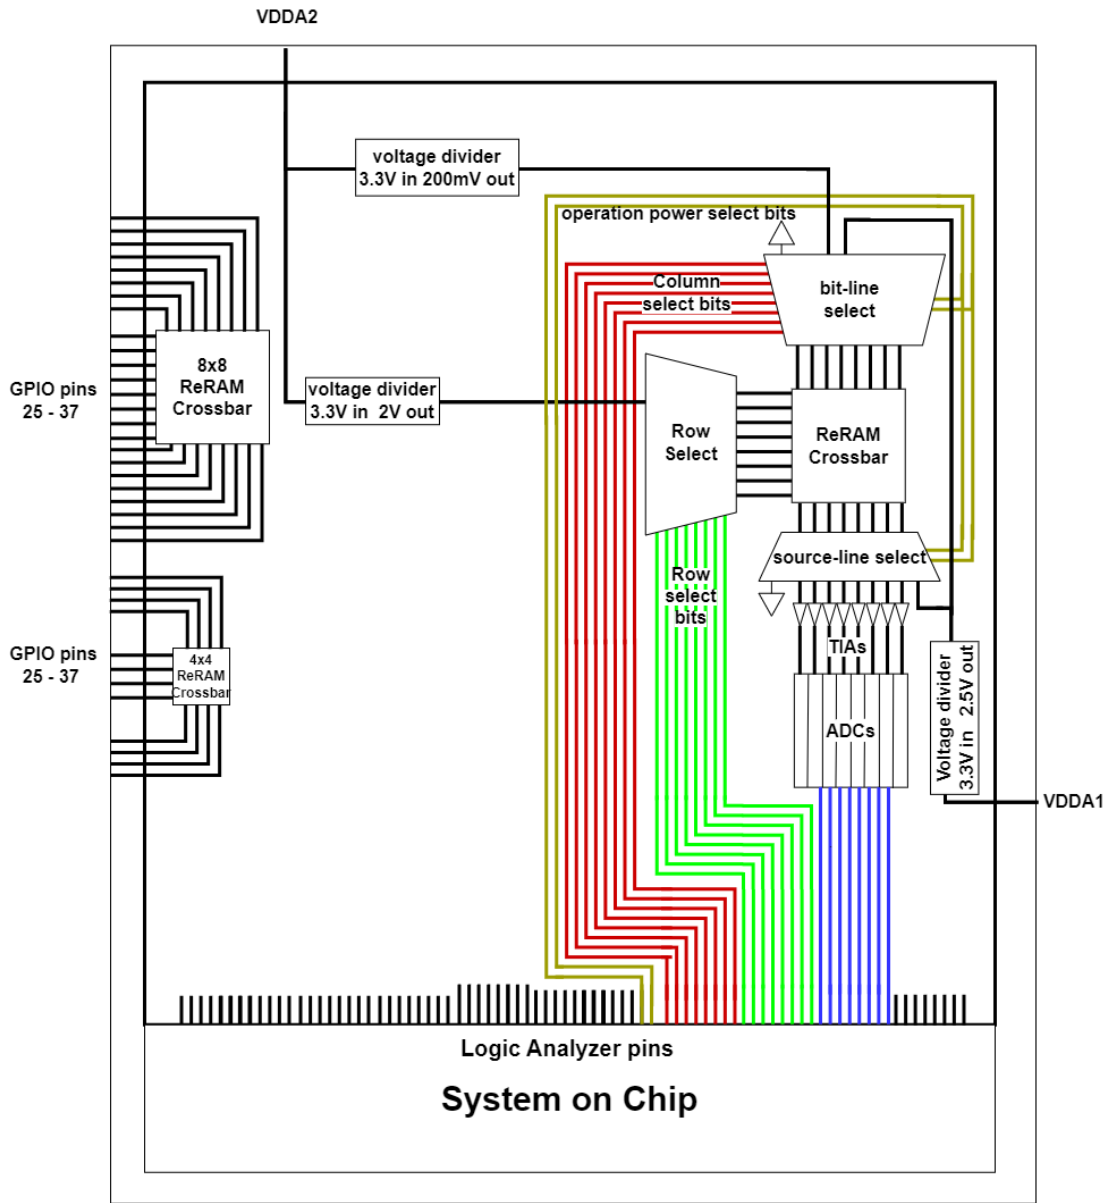 VDDA2
voltage divider
3.3V in 200mV out
operation power select bits
Column
select bits
bit-line
select
8x8
ReRAM
Crossbar
GPIO pins
25 - 37
voltage divider
3.3V in  2V out
Row
Select
ReRAM
Crossbar
source-line select
Row
select
bits
TIAs
GPIO pins
25 - 37
4x4
ReRAM
Crossbar
ADCs
Voltage divider
3.3V in   2.5V out
VDDA1
Logic Analyzer pins
System on Chip